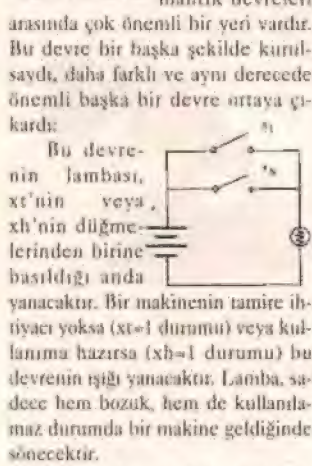 mantık devreleri
arasında çok önemli bir yeri vardır.
Bu devre bir başka şekilde kurul-
saydı, daha farklı ve aynı derecede
önemli başka bir devre ortaya çı-
kardı:
Bu devre-
nin lambası,
xt'nin veya
xh'nin düğme-
lerinden birine
basıldığı anda
yanacaktır. Bir makinenin tamire ih-
tiyacı yoksa (xt=1 durumu) veya kul-
lanıma hazırsa (xh=1 durumu) bu
devrenin ışığı yanacaktır. Lamba, sa-
dece hem bozuk, hem de kullanıla-
maz durumda bir makine geldiğinde
sönecektir.